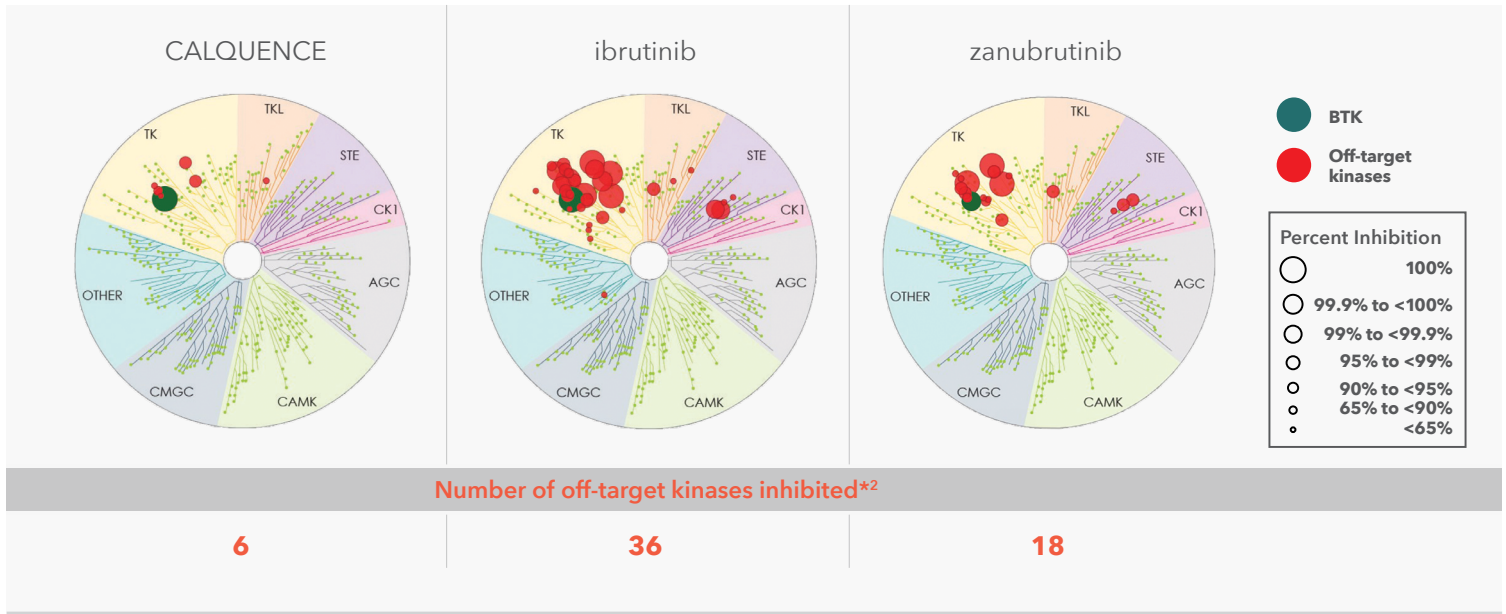 CALQUENCE
ibrutinib
zanubrutinib
TK
TKL
STE
CK1
AGC
CAMK
CMGC
OTHER
TK
TKL
STE
CK1
AGC
CAMK
CMGC
OTHER
TK
TKL
STE
CK1
AGC
CAMK
CMGC
OTHER
BTK
Off-target
kinases
Percent Inhibition
100%
99.9% to <100%
99% to <99.9%
95% to <99%
90% to <95%
65% to <90%
<65%
Number of off-target kinases inhibited*2
6
36
18